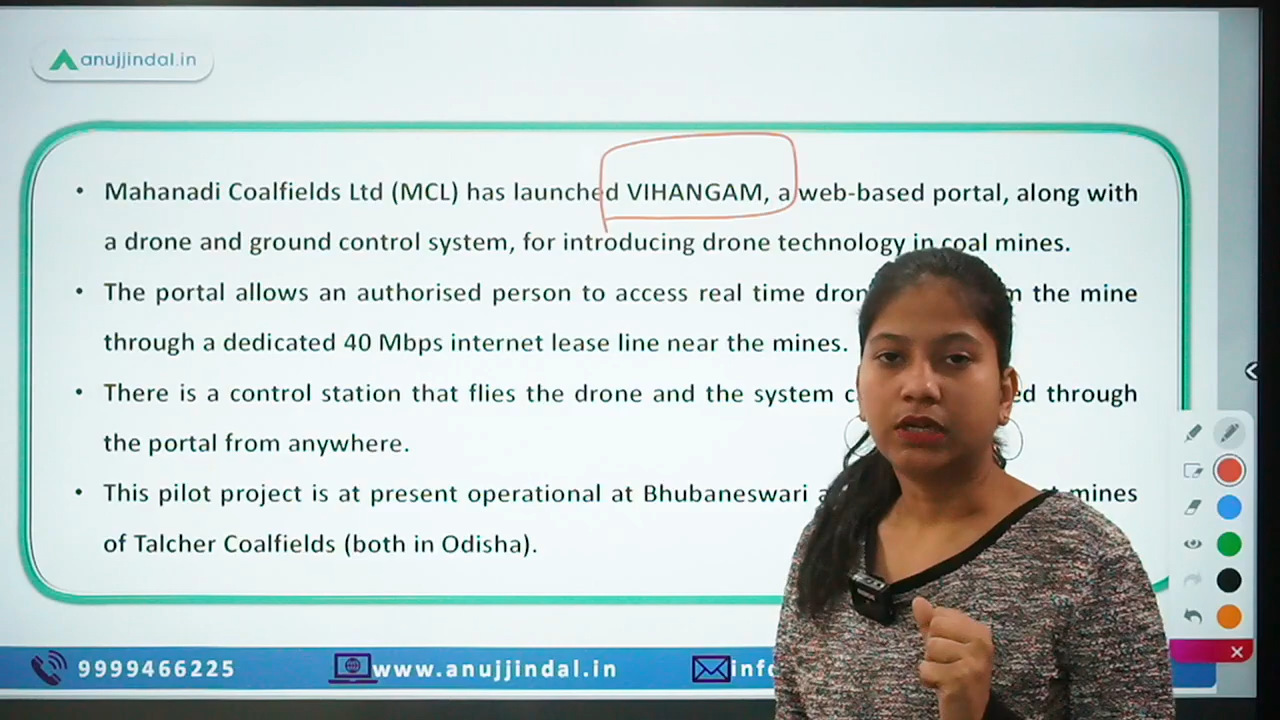 anujjindal.in
• Mahanadi Coalfields Ltd (MCL) has launched VIHANGAM, a web-based portal, along with
a drone and ground control system, for introducing drone technology in coal mines.
• The portal allows an authorised person to access real time the mine
through a dedicated 40 Mbps internet lease line near the mines.
• There is a control station that flies the drone and the system through
the portal from anywhere.
• This pilot project is at present operational at Bhubaneswari mines
of Talcher Coalfields (both in Odisha).
9999466225 www.anujjindal.in